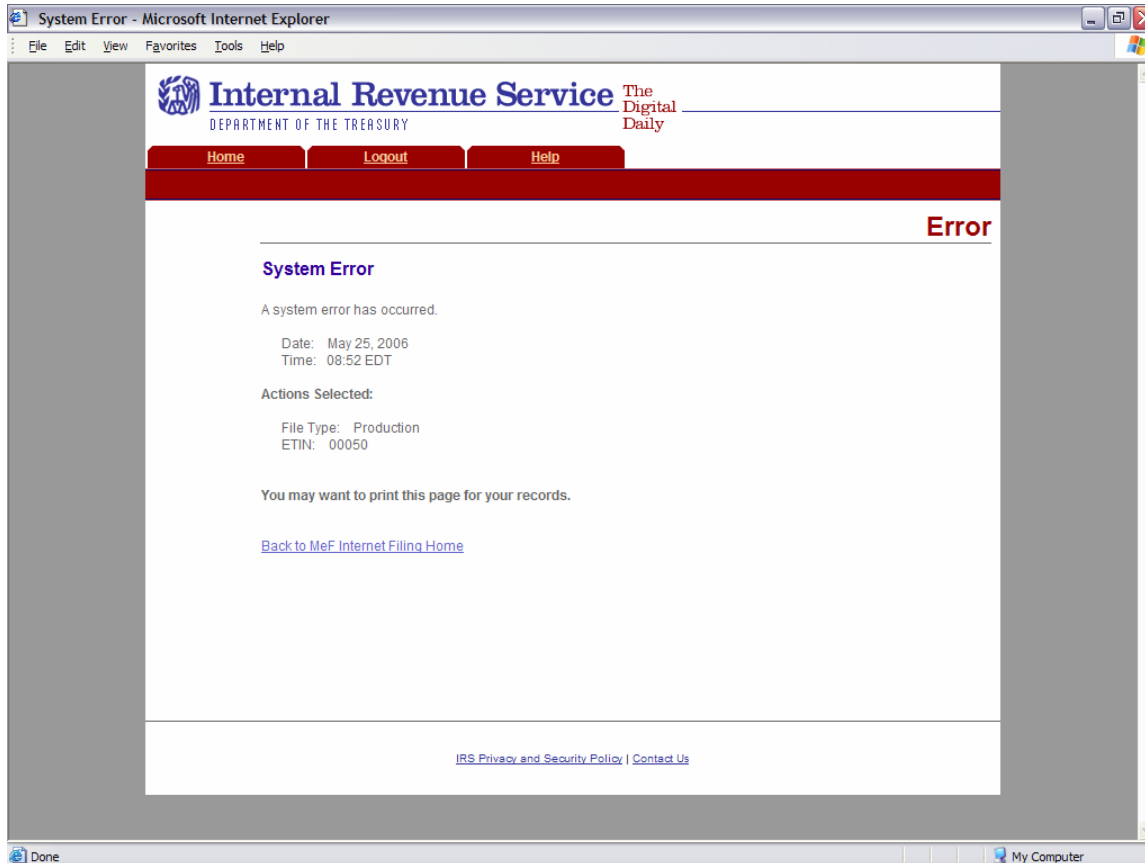 System Error - Microsoft Internet Explorer
File Edit View Favorites Tools Help
Internal Revenue Service
DEPARTMENT OF THE TREASURY
The
Digital
Daily
Home Logout Help
Error
System Error
A system error has occurred.
Date: May 25, 2006
Time: 08:52 EDT
Actions Selected:
File Type: Production
ETIN: 00050
You may want to print this page for your records.
Back to MeF Internet Filing Home
IRS Privacy and Security Policy | Contact Us
Done My Computer